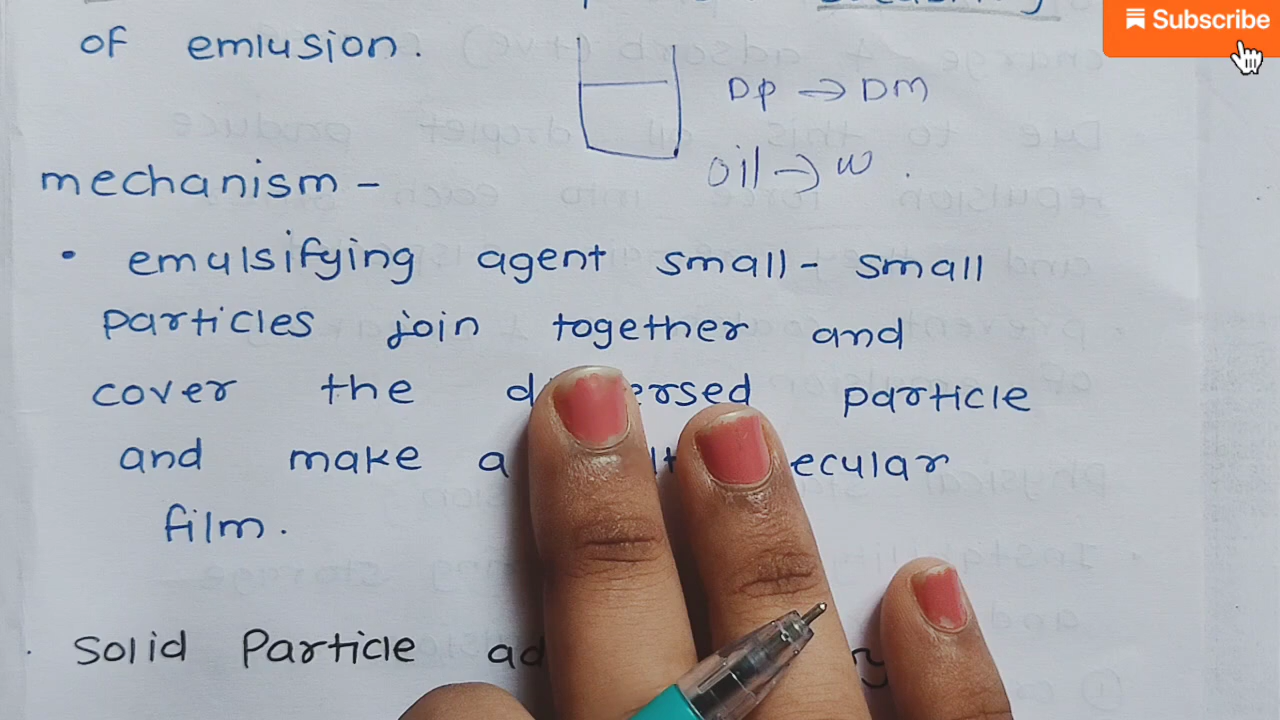 Subscribe
of emlusion.
Dp → DM
oil → w.
mechanism -
• emulsifying agent small - small
particles join together and
cover the particle
and make a
film.
• Solid Particle